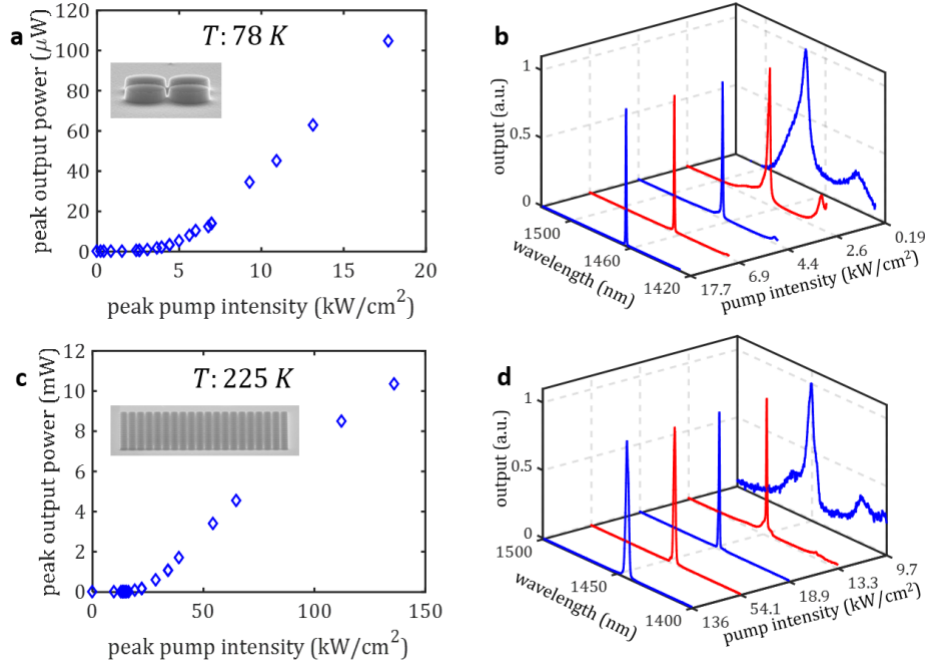 a
T: 78 K
120
100
80
60
40
20
0
0 5 10 15 20
peak output power (μW)
peak pump intensity (kW/cm²)
b
1
0.5
0
output (a.u.)
1500
1460
1420
wavelength (nm)
17.7
6.9
4.4
2.6
0.19
pump intensity (kW/cm²)
c
T: 225 K
12
10
8
6
4
2
0
0 50 100 150
peak output power (mW)
peak pump intensity (kW/cm²)
d
1
0.5
0
output (a.u.)
1500
1450
1400
wavelength (nm)
136
54.1
18.9
13.3
9.7
pump intensity (kW/cm²)